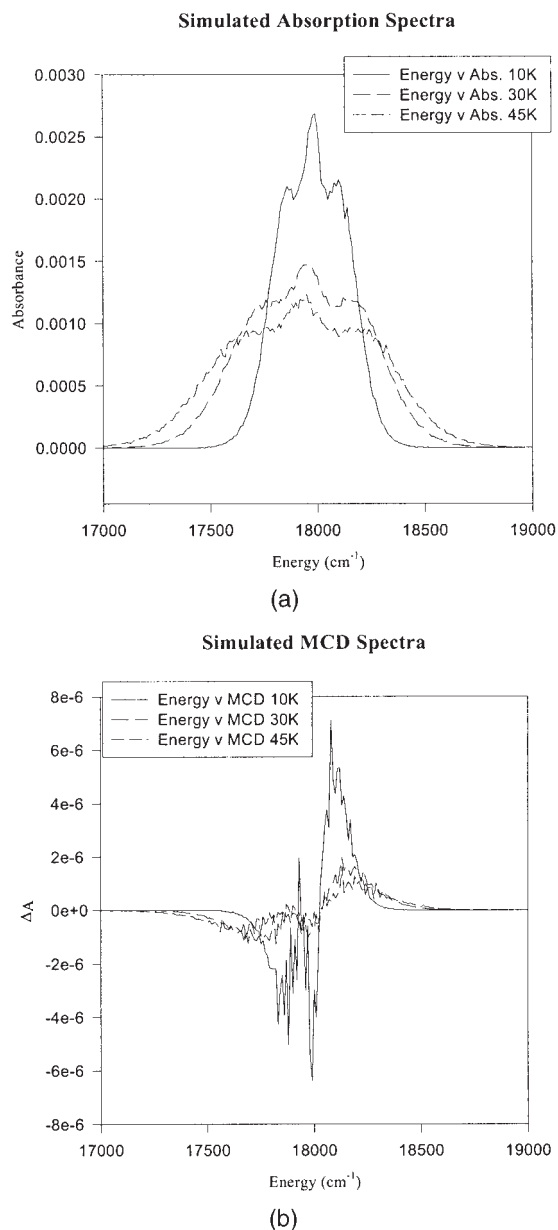 Simulated Absorption Spectra
Energy v Abs. 10K
Energy v Abs. 30K
Energy v Abs. 45K
0.0030
0.0025
0.0020
0.0015
0.0010
0.0005
0.0000
Absorbance
17000 17500 18000 18500 19000
Energy (cm⁻¹)
(a)
Simulated MCD Spectra
Energy v MCD 10K
Energy v MCD 30K
Energy v MCD 45K
8e-6
6e-6
4e-6
2e-6
0e+0
-2e-6
-4e-6
-6e-6
-8e-6
ΔA
17000 17500 18000 18500 19000
Energy (cm⁻¹)
(b)